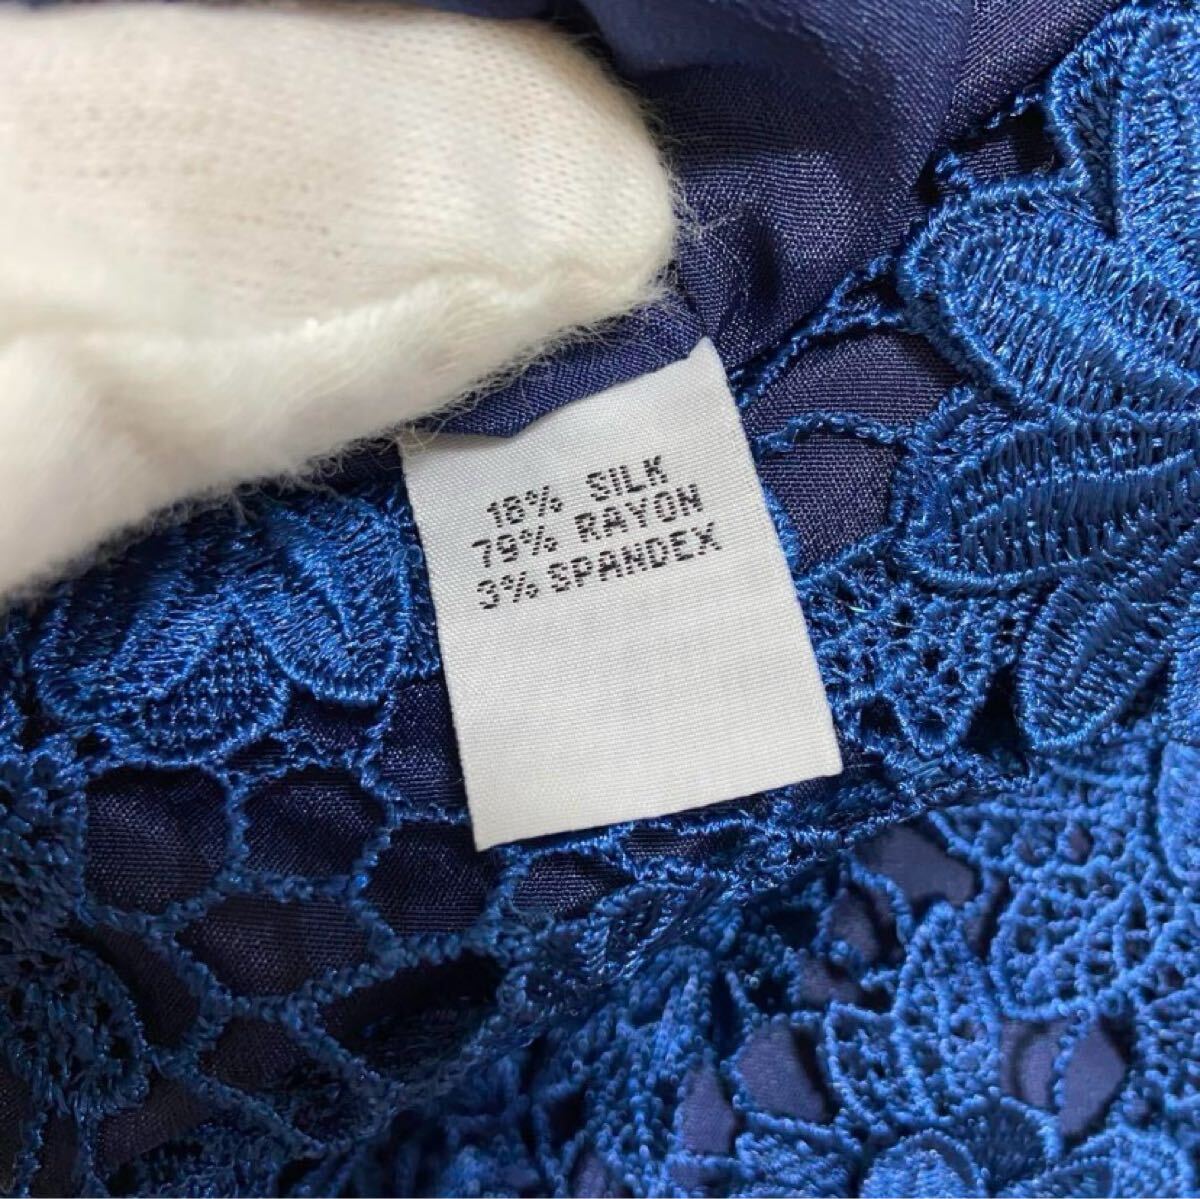 18% SILK
79% RAYON
3% SPANDEX